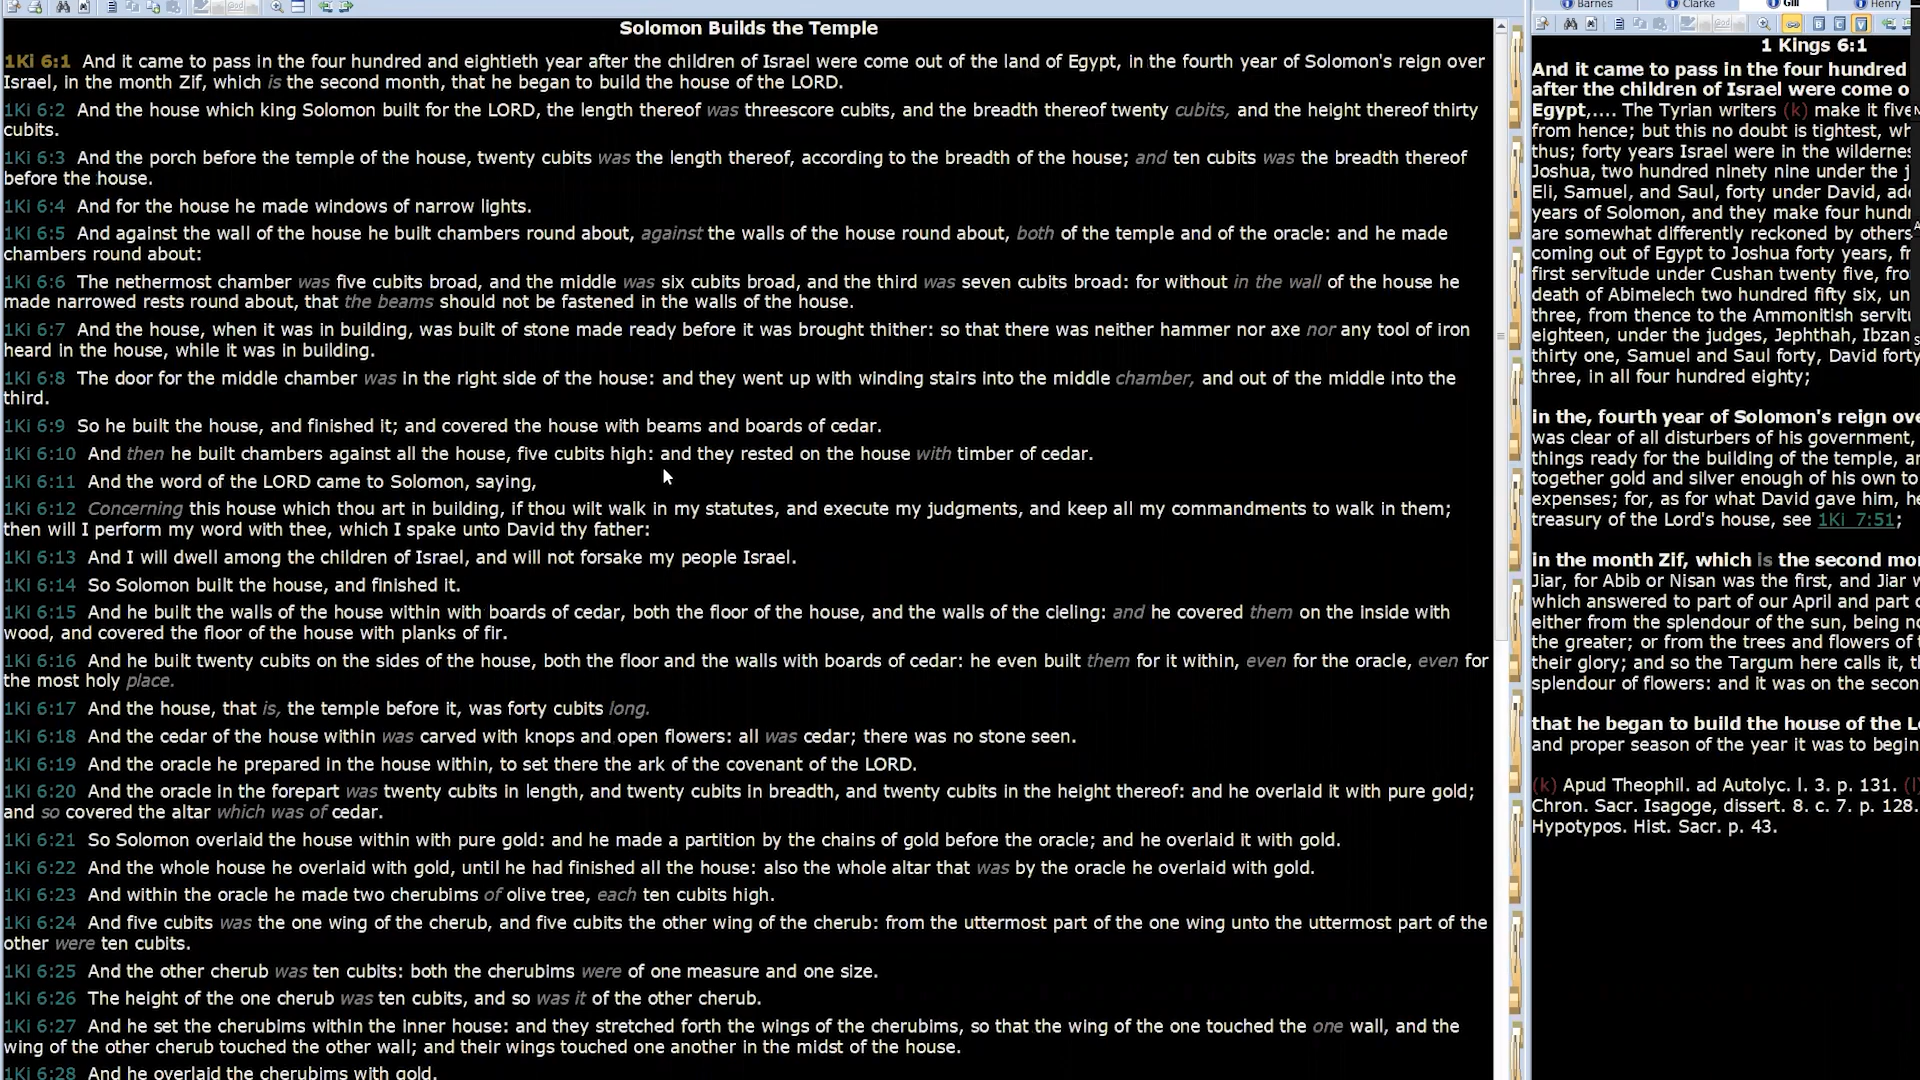 Solomon Builds the Temple
1Ki 6:1 And it came to pass in the four hundred and eightieth year after the children of Israel were come out of the land of Egypt, in the fourth year of Solomon's reign over
Israel, in the month Zif, which is the second month, that he began to build the house of the LORD.
1Ki 6:2 And the house which king Solomon built for the LORD, the length thereof was threescore cubits, and the breadth thereof twenty cubits, and the height thereof thirty
cubits.
1Ki 6:3 And the porch before the temple of the house, twenty cubits was the length thereof, according to the breadth of the house; and ten cubits was the breadth thereof
before the house.
1Ki 6:4 And for the house he made windows of narrow lights.
1Ki 6:5 And against the wall of the house he built chambers round about, against the walls of the house round about, both of the temple and of the oracle: and he made
chambers round about:
1Ki 6:6 The nethermost chamber was five cubits broad, and the middle was six cubits broad, and the third was seven cubits broad: for without in the wall of the house he
made narrowed rests round about, that the beams should not be fastened in the walls of the house.
1Ki 6:7 And the house, when it was in building, was built of stone made ready before it was brought thither: so that there was neither hammer nor axe nor any tool of iron
heard in the house, while it was in building.
1Ki 6:8 The door for the middle chamber was in the right side of the house: and they went up with winding stairs into the middle chamber, and out of the middle into the
third.
1Ki 6:9 So he built the house, and finished it; and covered the house with beams and boards of cedar.
1Ki 6:10 And then he built chambers against all the house, five cubits high: and they rested on the house with timber of cedar.
1Ki 6:11 And the word of the LORD came to Solomon, saying,
1Ki 6:12 Concerning this house which thou art in building, if thou wilt walk in my statutes, and execute my judgments, and keep all my commandments to walk in them;
then will I perform my word with thee, which I spake unto David thy father:
1Ki 6:13 And I will dwell among the children of Israel, and will not forsake my people Israel.
1Ki 6:14 So Solomon built the house, and finished it.
1Ki 6:15 And he built the walls of the house within with boards of cedar, both the floor of the house, and the walls of the cieling: and he covered them on the inside with
wood, and covered the floor of the house with planks of fir.
1Ki 6:16 And he built twenty cubits on the sides of the house, both the floor and the walls with boards of cedar: he even built them for it within, even for the oracle, even for
the most holy place.
1Ki 6:17 And the house, that is, the temple before it, was forty cubits long.
1Ki 6:18 And the cedar of the house within was carved with knops and open flowers: all was cedar; there was no stone seen.
1Ki 6:19 And the oracle he prepared in the house within, to set there the ark of the covenant of the LORD.
1Ki 6:20 And the oracle in the forepart was twenty cubits in length, and twenty cubits in breadth, and twenty cubits in the height thereof: and he overlaid it with pure gold;
and so covered the altar which was of cedar.
1Ki 6:21 So Solomon overlaid the house within with pure gold: and he made a partition by the chains of gold before the oracle; and he overlaid it with gold.
1Ki 6:22 And the whole house he overlaid with gold, until he had finished all the house: also the whole altar that was by the oracle he overlaid with gold.
1Ki 6:23 And within the oracle he made two cherubims of olive tree, each ten cubits high.
1Ki 6:24 And five cubits was the one wing of the cherub, and five cubits the other wing of the cherub: from the uttermost part of the one wing unto the uttermost part of the
other were ten cubits.
1Ki 6:25 And the other cherub was ten cubits: both the cherubims were of one measure and one size.
1Ki 6:26 The height of the one cherub was ten cubits, and so was it of the other cherub.
1Ki 6:27 And he set the cherubims within the inner house: and they stretched forth the wings of the cherubims, so that the wing of the one touched the one wall, and the
wing of the other cherub touched the other wall; and their wings touched one another in the midst of the house.
1Ki 6:28 And he overlaid the cherubims with gold.
Barnes Clarke Gill Henry
1 Kings 6:1
And it came to pass in the four hundred
after the children of Israel were come o
Egypt,.... The Tyrian writers (k) make it five
from hence; but this no doubt is tightest, wh
thus; forty years Israel were in the wildernes
Joshua, two hundred ninety nine under the j
Eli, Samuel, and Saul, forty under David, ad
years of Solomon, and they make four hund
are somewhat differently reckoned by others
coming out of Egypt to Joshua forty years, f
first servitude under Cushan twenty five, fro
death of Abimelech two hundred fifty six, un
three, from thence to the Ammonitish servit
eighteen, under the judges, Jephthah, Ibzan
thirty one, Samuel and Saul forty, David forty
three, in all four hundred eighty;
in the, fourth year of Solomon's reign ov
was clear of all disturbers of his government,
things ready for the building of the temple, a
together gold and silver enough of his own to
expenses; for, as for what David gave him, h
treasury of the Lord's house, see 1Ki 7:51;
in the month Zif, which is the second mo
Jiar, for Abib or Nisan was the first, and Jiar w
which answered to part of our April and part o
either from the splendour of the sun, being no
the greater; or from the trees and flowers of
their glory; and so the Targum here calls it, t
splendour of flowers: and it was on the secon
that he began to build the house of the L
and proper season of the year it was to begin
(k) Apud Theophil. ad Autolyc. l. 3. p. 131. (l
Chron. Sacr. Isagoge, dissert. 8. c. 7. p. 128.
Hypotypos. Hist. Sacr. p. 43.